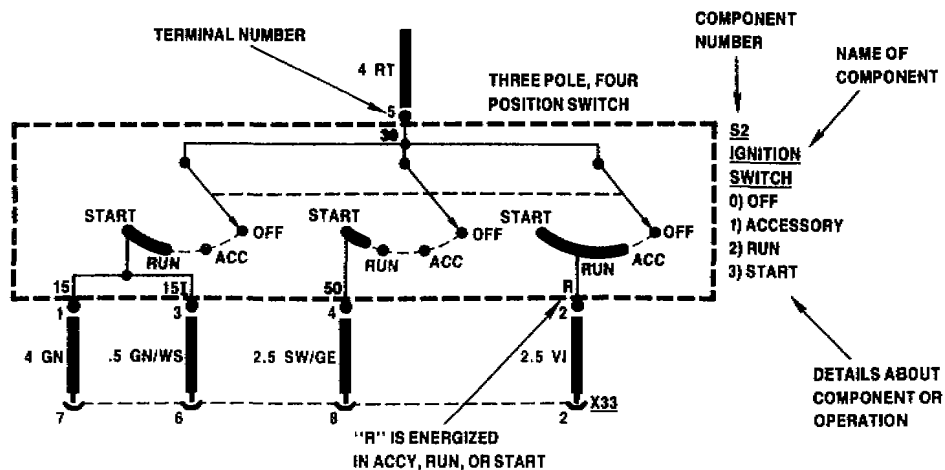 TERMINAL NUMBER
COMPONENT
NUMBER
NAME OF
COMPONENT
4 RT
THREE POLE, FOUR
POSITION SWITCH
5
30
S2
IGNITION
SWITCH
0) OFF
1) ACCESSORY
2) RUN
3) START
START
OFF
RUN
ACC
START
OFF
RUN
ACC
START
OFF
RUN
ACC
15
15I
50
R
1
3
4
2
4 GN
.5 GN/WS
2.5 SW/GE
2.5 VI
X33
7
6
8
2
DETAILS ABOUT
COMPONENT OR
OPERATION
"R" IS ENERGIZED
IN ACCY, RUN, OR START